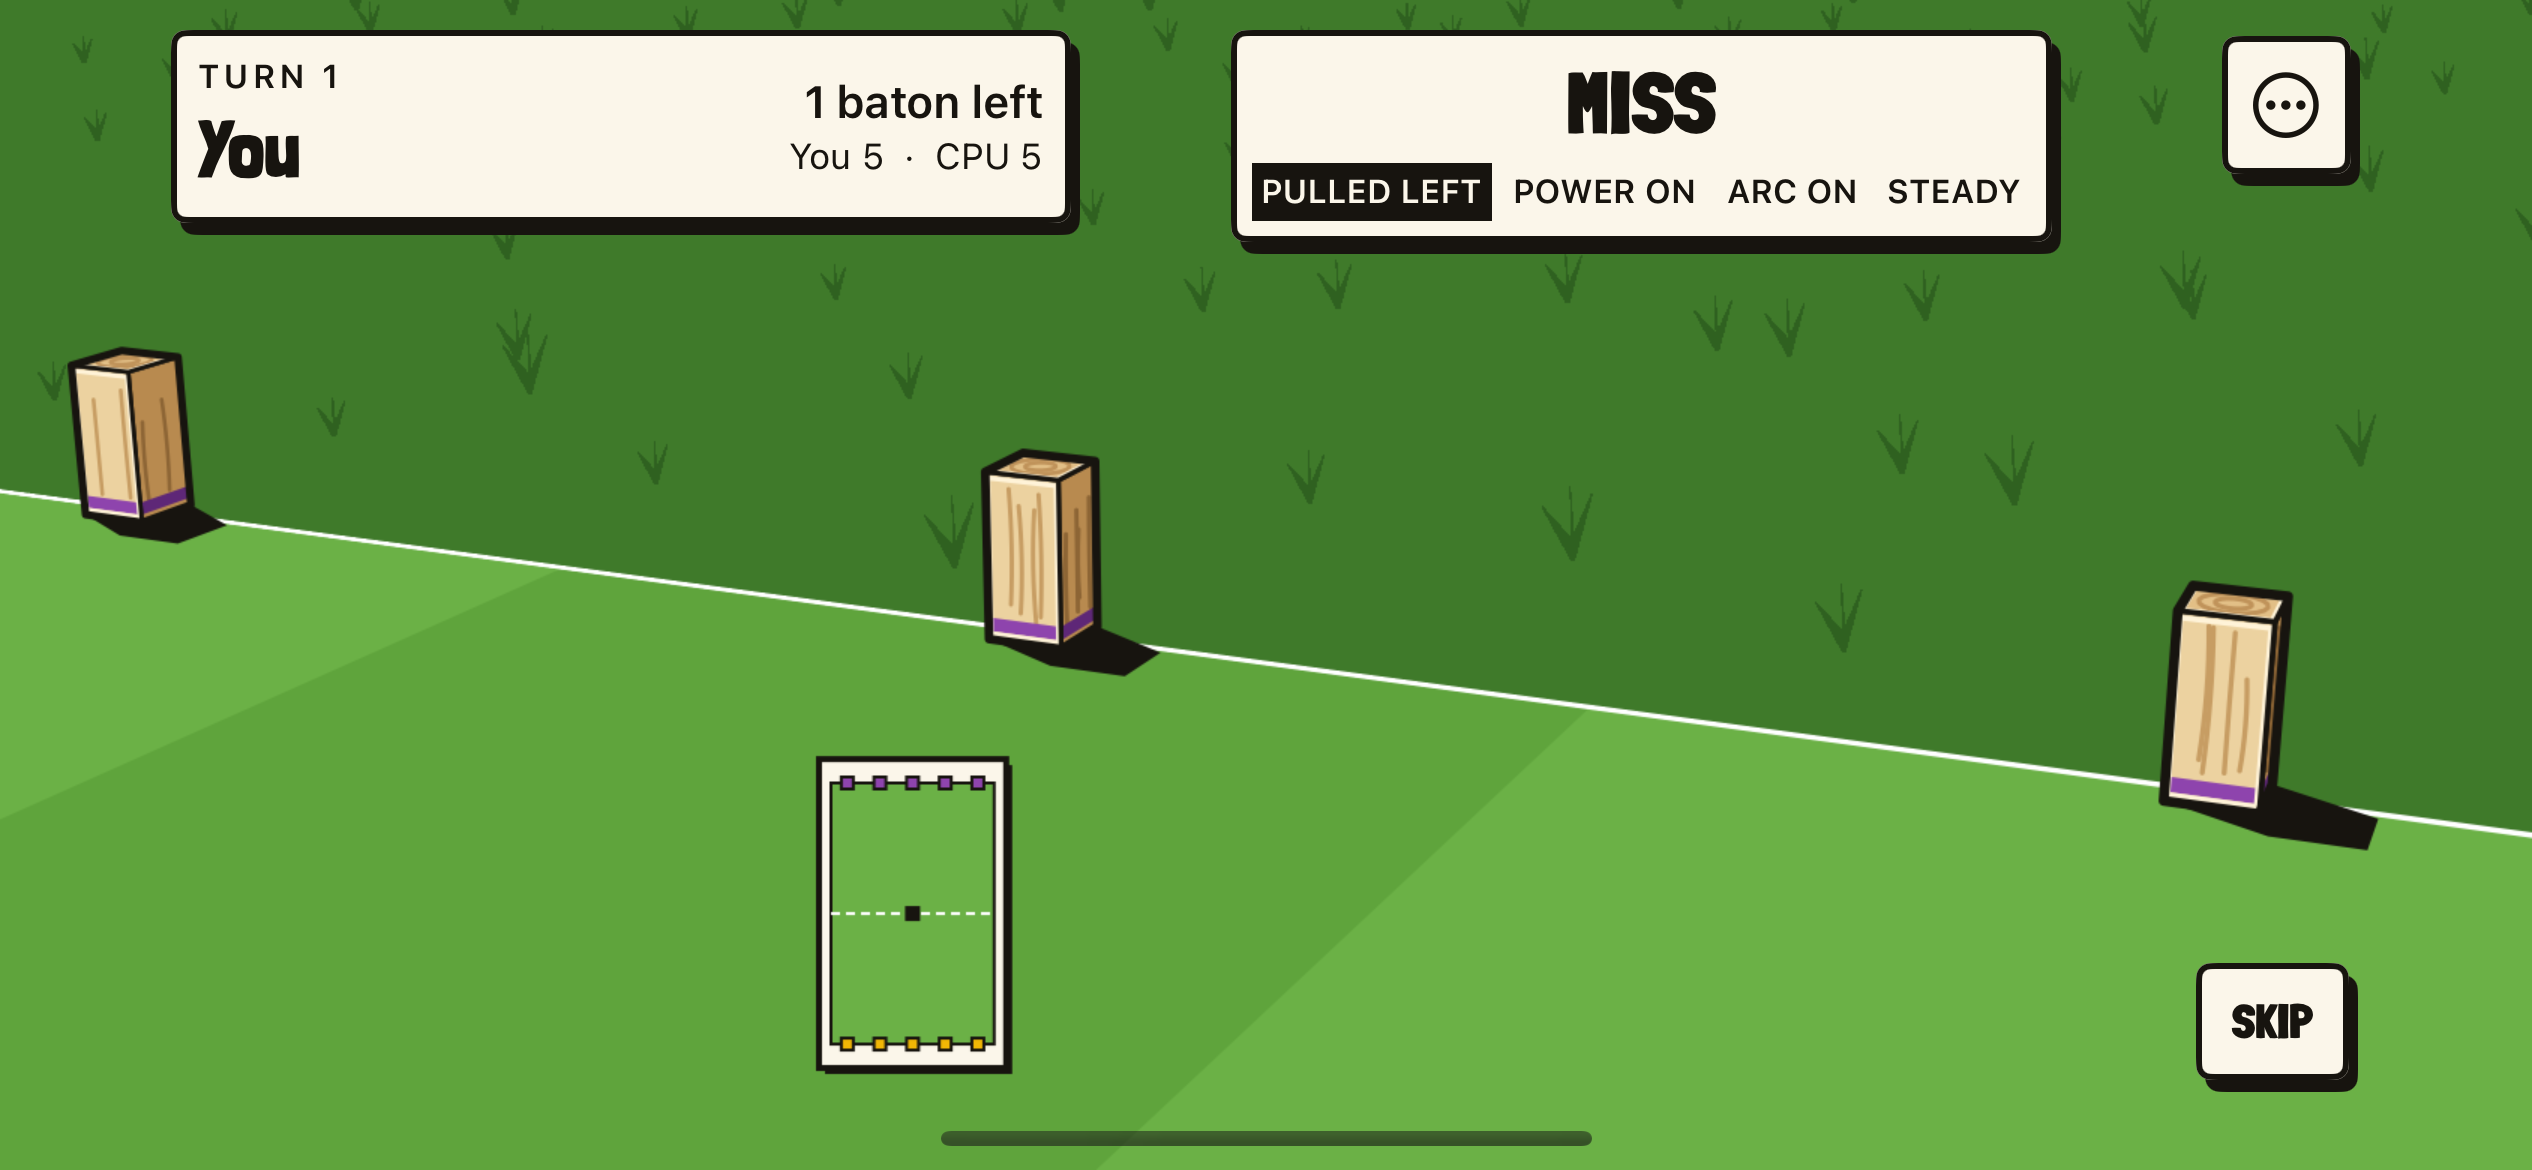 TURN 1
You
1 baton left
You 5 · CPU 5
MISS
PULLED LEFT POWER ON ARC ON STEADY
SKIP